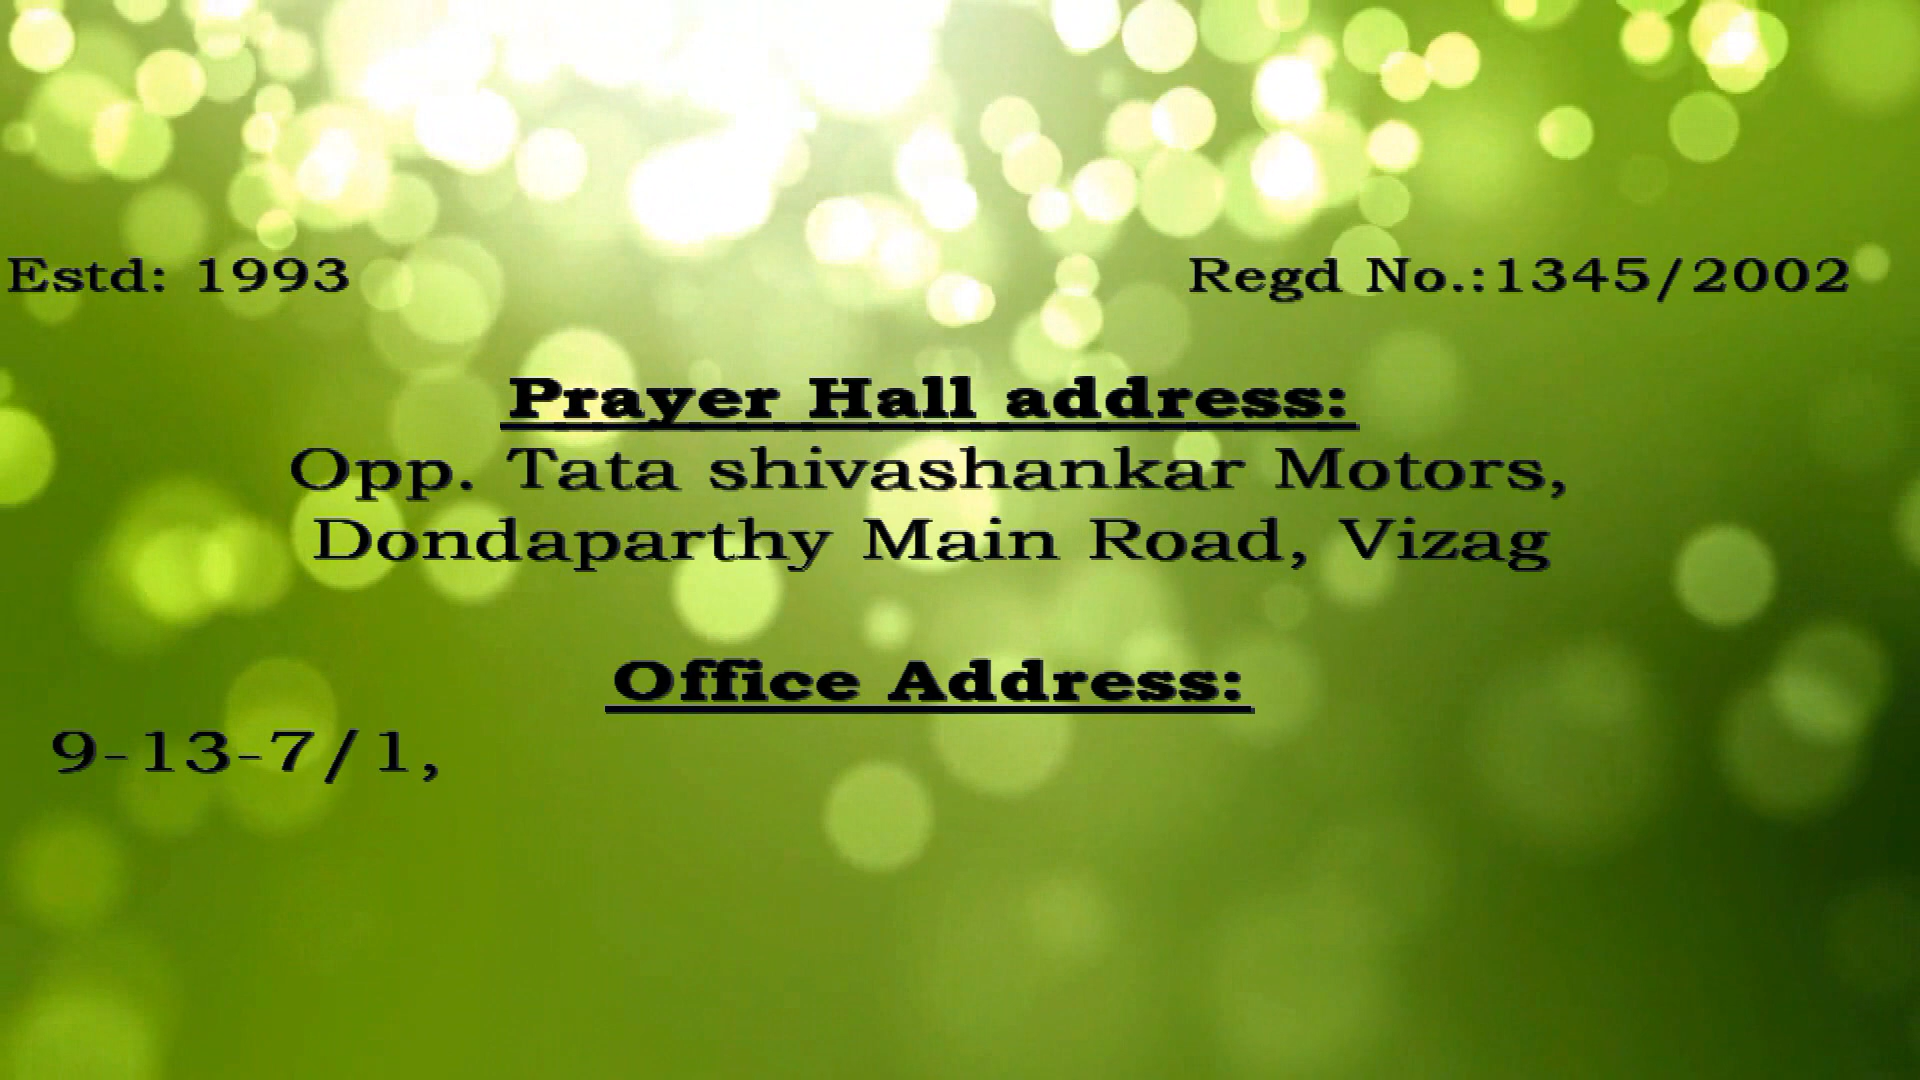 Estd: 1993 Regd No.:1345/2002
Prayer Hall address:
Opp. Tata shivashankar Motors,
Dondaparthy Main Road, Vizag
Office Address:
9-13-7/1,